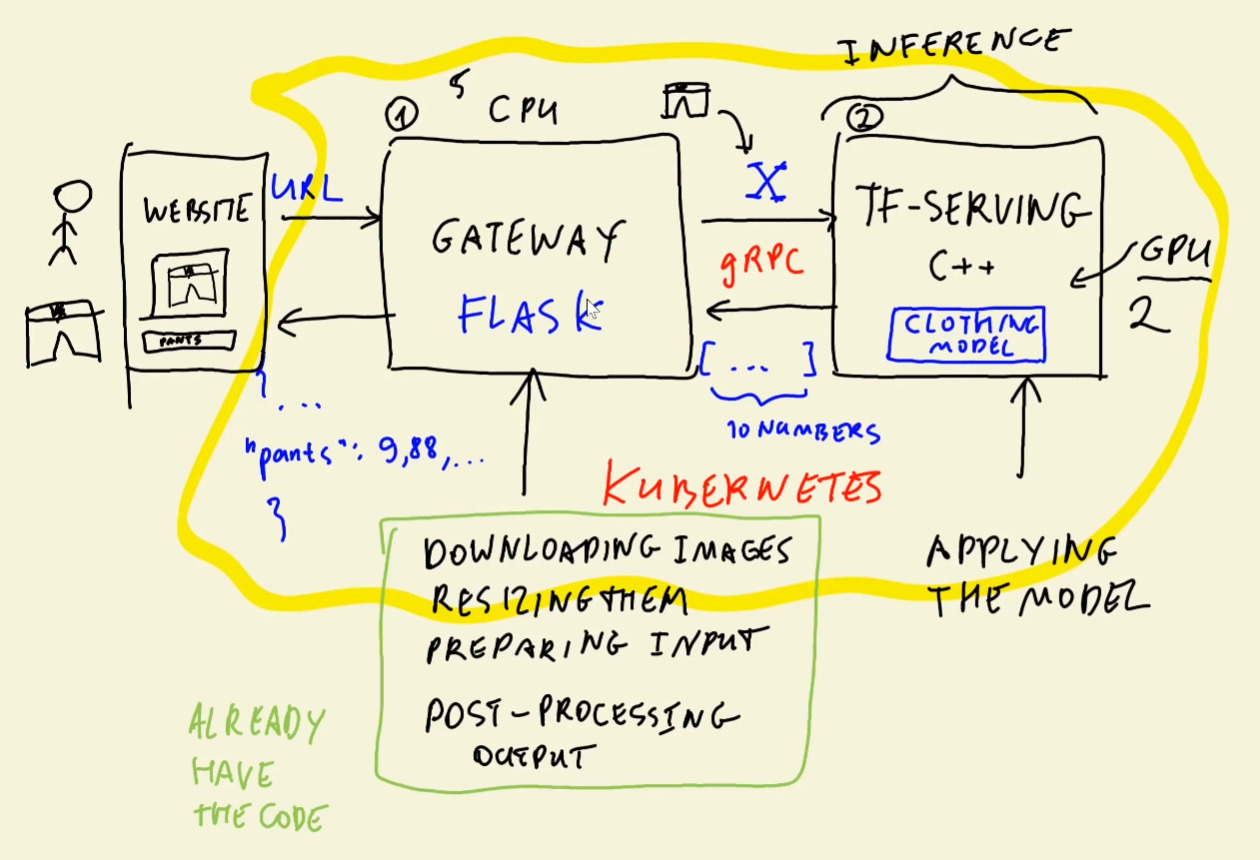 INFERENCE
① 5 CPU
②
WEBSITE
PANTS
URL
GATEWAY
FLASK
X
gRPC
[ ... ]
10 NUMBERS
TF-SERVING
C++
CLOTHING
MODEL
GPU
2
{
...
"pants": 9,88,...
}
KUBERNETES
DOWNLOADING IMAGES
RESIZING THEM
PREPARING INPUT
POST-PROCESSING
OUTPUT
APPLYING
THE MODEL
ALREADY
HAVE
THE CODE